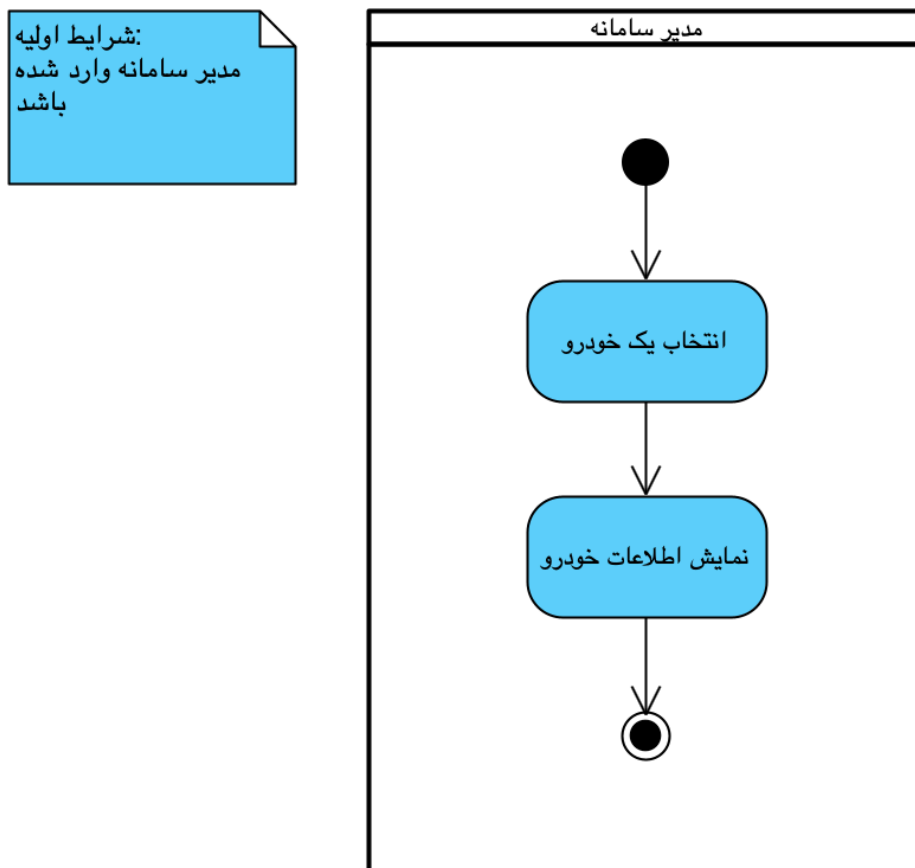 شرایط اولیه:
مدیر سامانه وارد شده
باشد
مدیر سامانه
انتخاب یک خودرو
نمایش اطلاعات خودرو